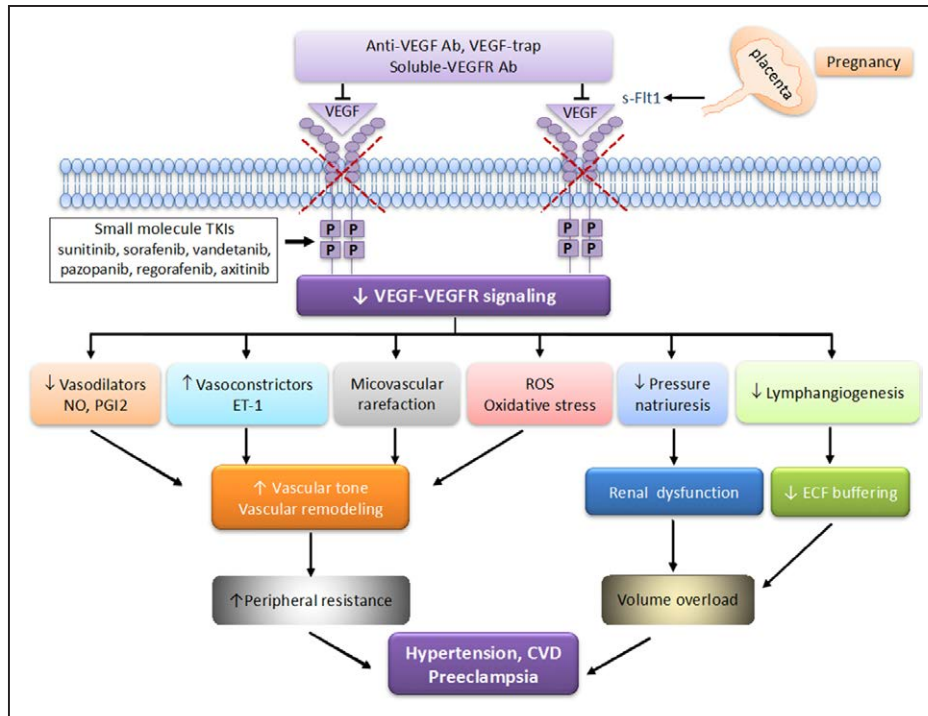 Anti-VEGF Ab, VEGF-trap
Soluble-VEGFR Ab
placenta
Pregnancy
s-Flt1
VEGF
VEGF
Small molecule TKIs
sunitinib, sorafenib, vandetanib,
pazopanib, regorafenib, axitinib
P P
P P
P P
P P
↓ VEGF-VEGFR signaling
↓ Vasodilators
NO, PGI2
↑ Vasoconstrictors
ET-1
Micovascular
rarefaction
ROS
Oxidative stress
↓ Pressure
natriuresis
↓ Lymphangiogenesis
↑ Vascular tone
Vascular remodeling
Renal dysfunction
↓ ECF buffering
↑Peripheral resistance
Volume overload
Hypertension, CVD
Preeclampsia